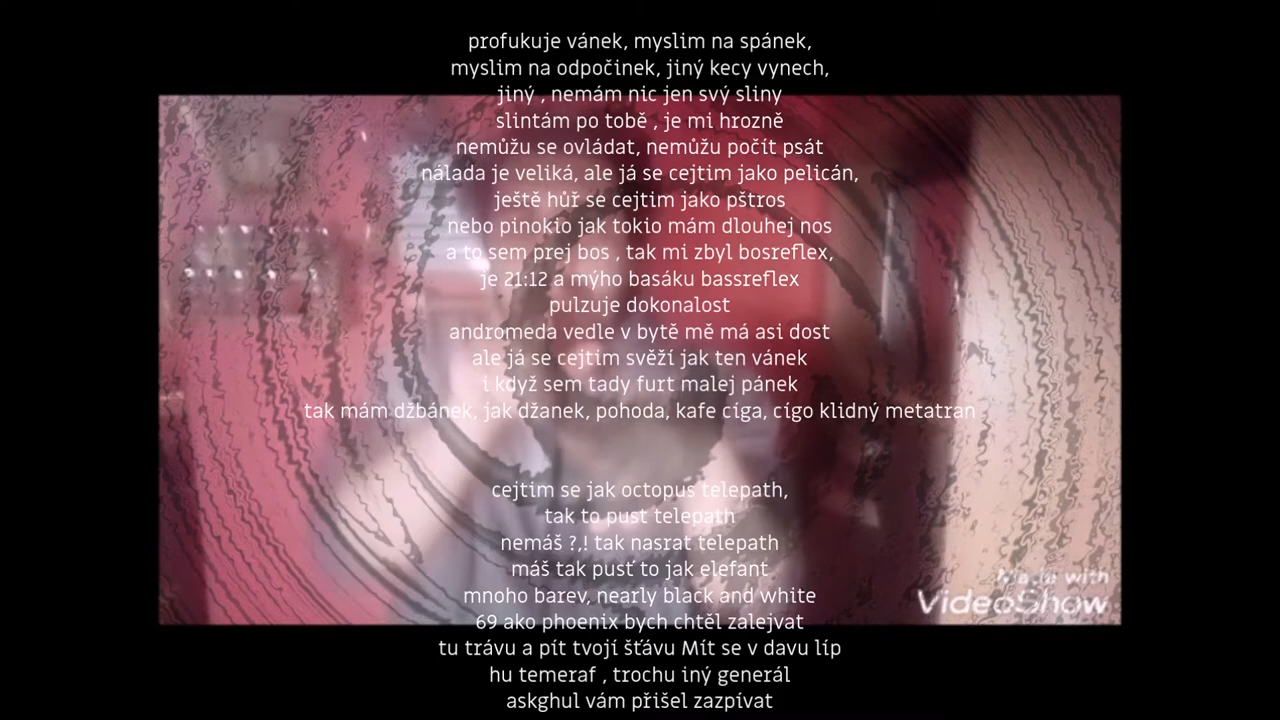 profukuje vánek, myslim na spánek,
myslim na odpočinek, jiný kecy vynech,
jiný , nemám nic jen svý sliny
slintám po tobě , je mi hrozně
nemůžu se ovládat, nemůžu počít psát
nálada je veliká, ale já se cejtim jako pelicán,
ještě hůř se cejtim jako pštros
nebo pinokio jak tokio mám dlouhej nos
a to sem prej bos , tak mi zbyl bosreflex,
je 21:12 a mýho basáku bassreflex
pulzuje dokonalost
andromeda vedle v bytě mě má asi dost
ale já se cejtim svěží jak ten vánek
i když sem tady furt malej pánek
tak mám džbánek, jak džanek, pohoda, kafe cíga, cígo klidný metatran
cejtim se jak octopus telepath,
tak to pust telepath
nemáš ?,! tak nasrat telepath
máš tak pusť to jak elefant
mnoho barev, nearly black and white
69 ako phoenix bych chtěl zalejvat
tu trávu a pít tvojí šťávu Mít se v davu líp
hu temeraf , trochu iný generál
askghul vám přišel zazpívat
Made with
VideoShow